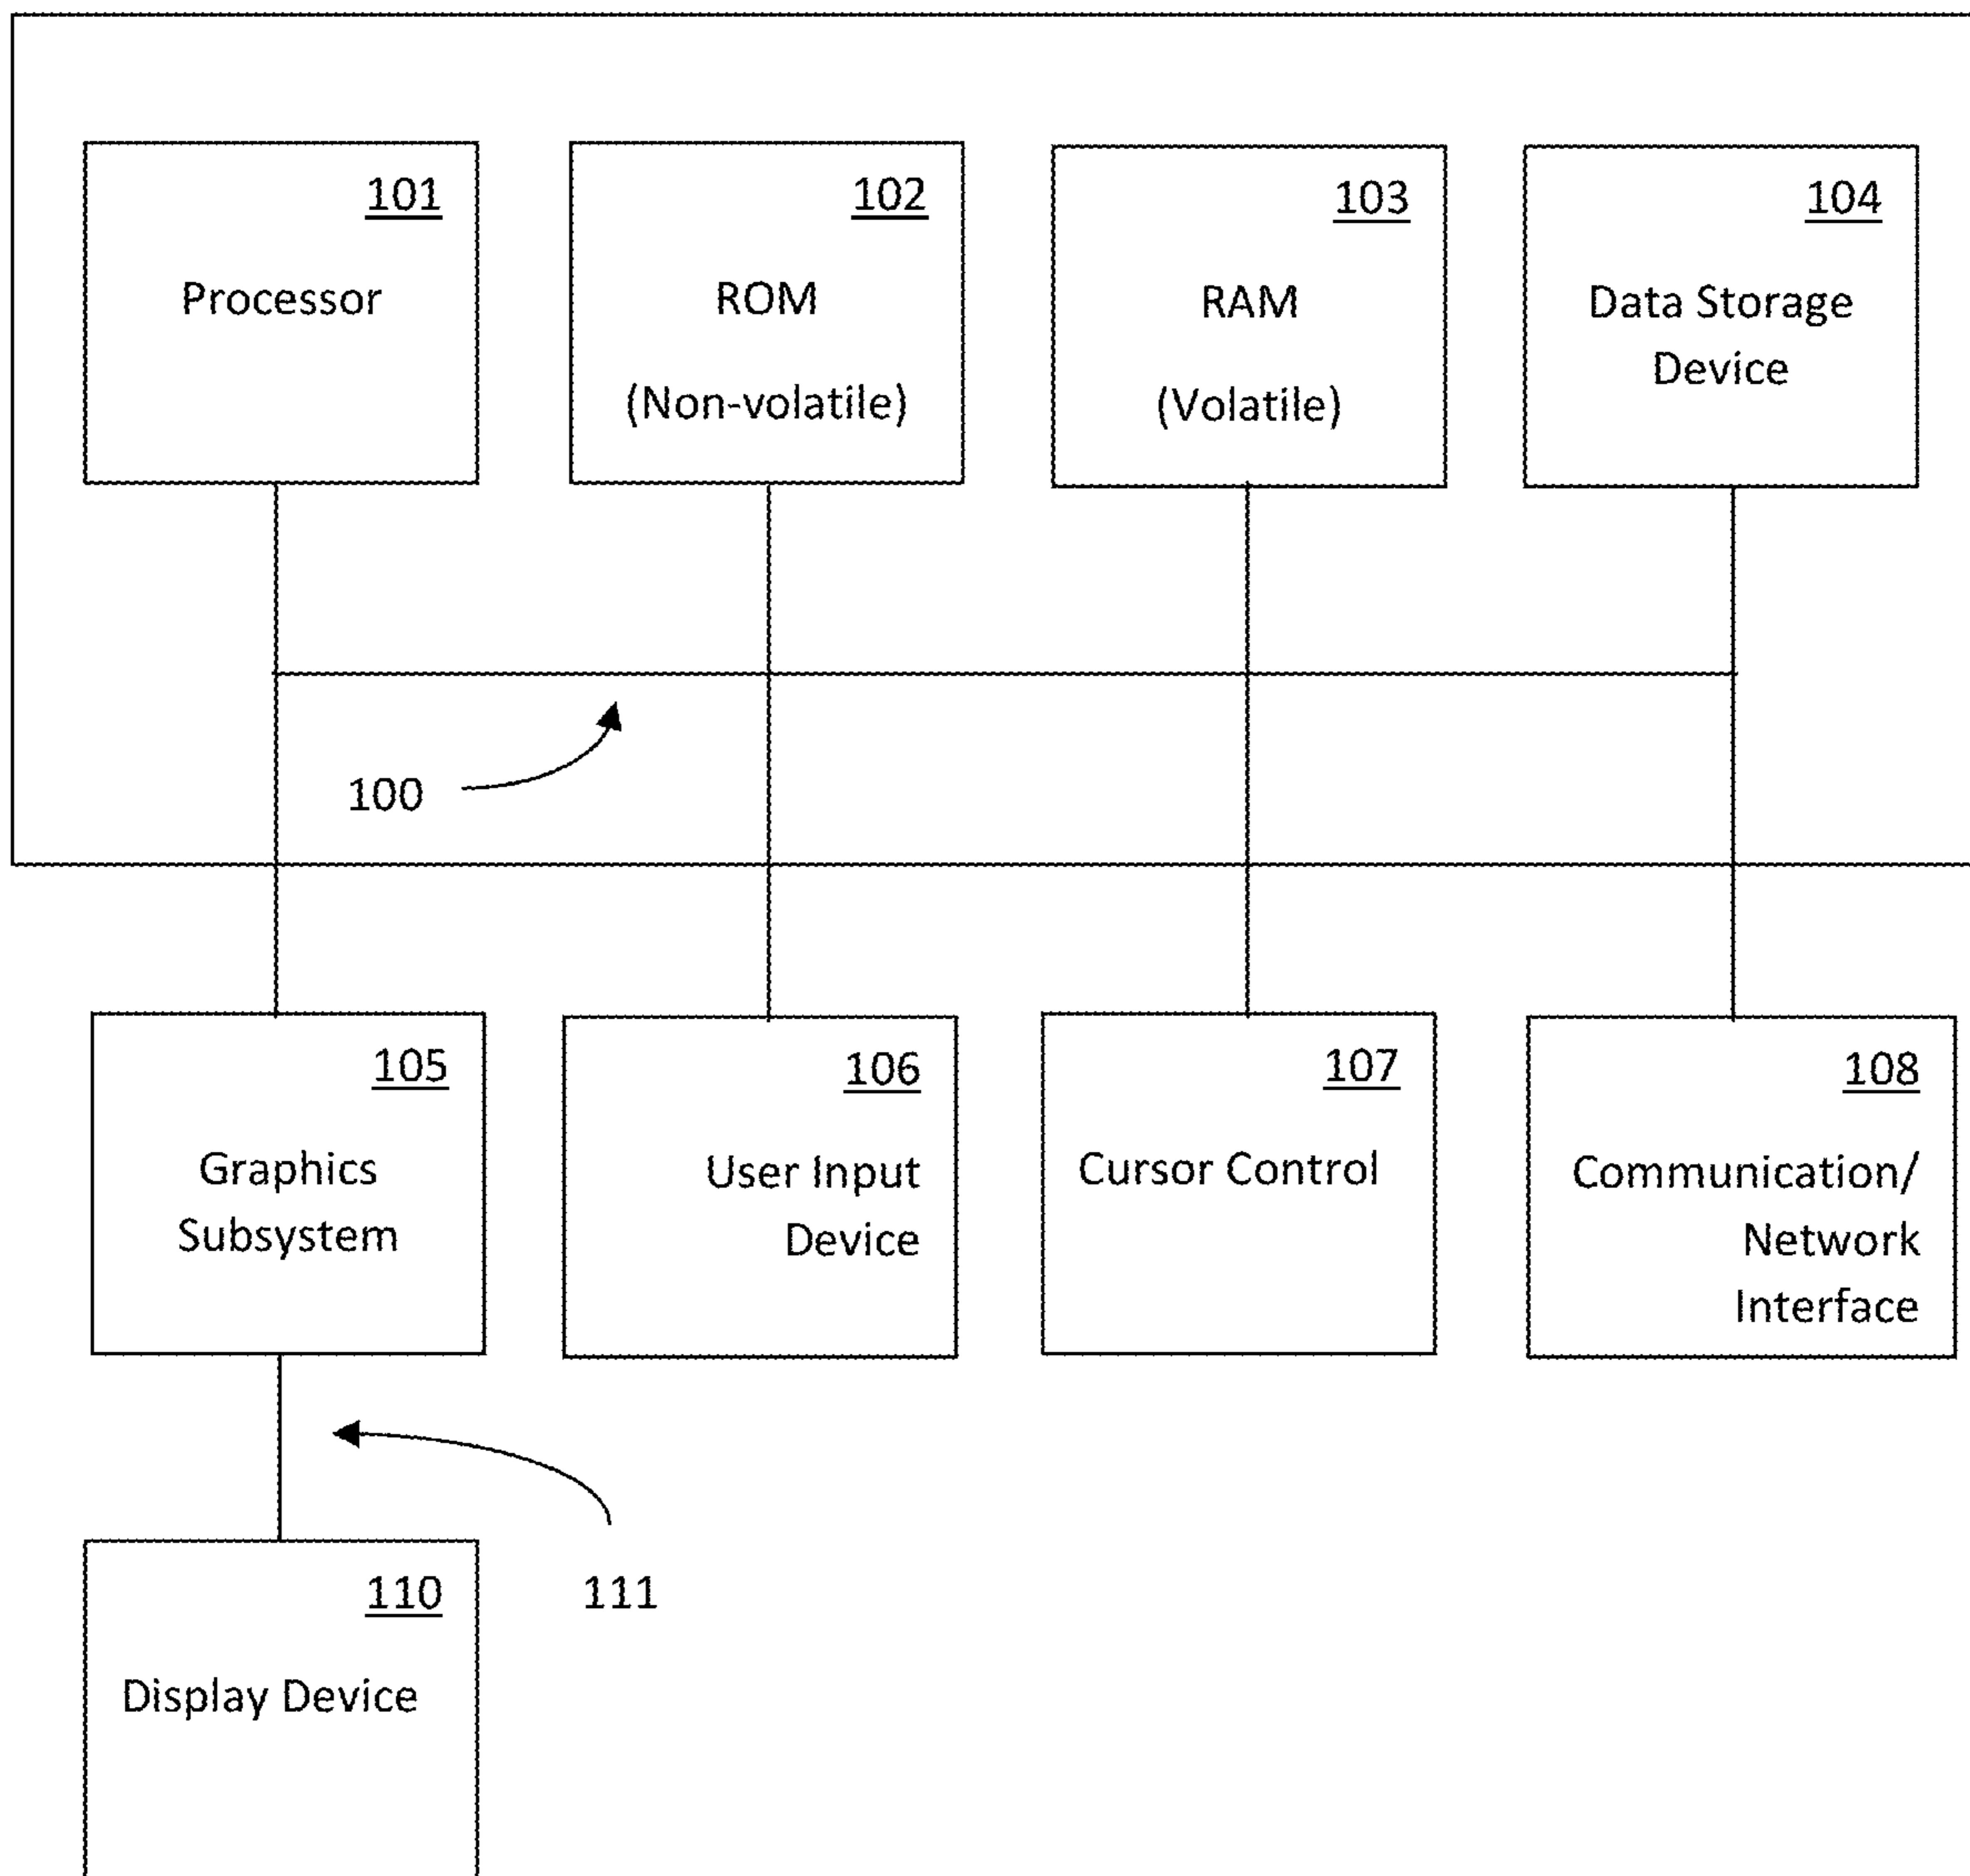 101
Processor
102
ROM
(Non-volatile)
103
RAM
(Volatile)
104
Data Storage
Device
100
105
Graphics
Subsystem
106
User Input
Device
107
Cursor Control
108
Communication/
Network
Interface
111
110
Display Device